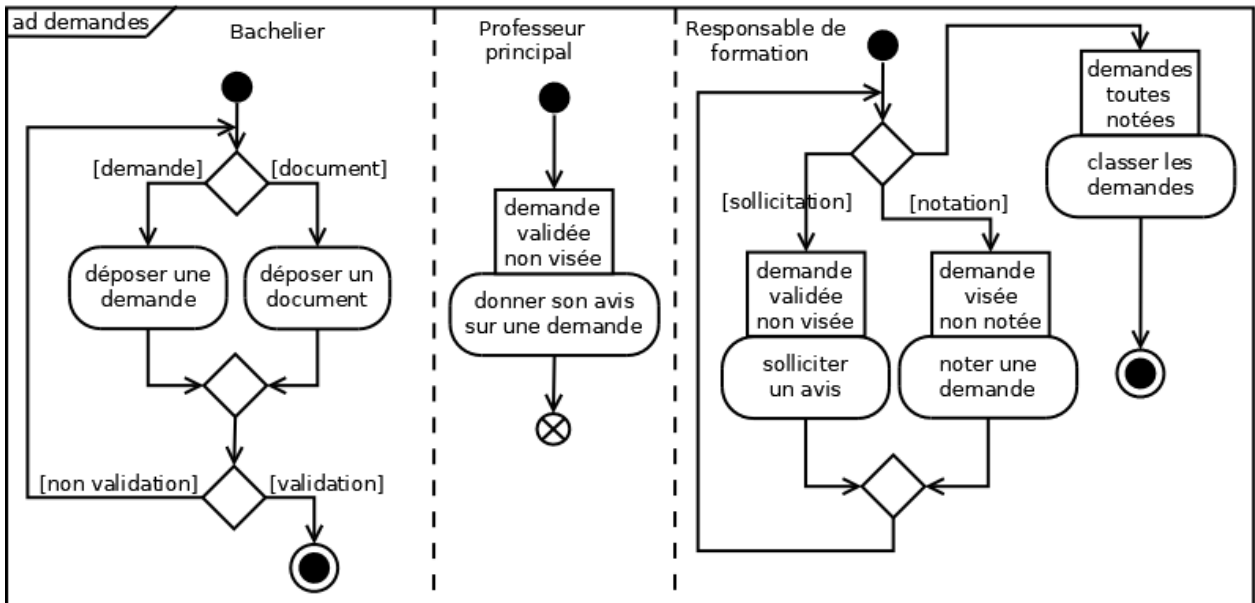 ad demandes
Bachelier
[demande]
[document]
déposer une
demande
déposer un
document
[non validation]
[validation]
Professeur
principal
demande
validée
non visée
donner son avis
sur une demande
Responsable de
formation
[sollicitation]
[notation]
demande
validée
non visée
solliciter
un avis
demande
visée
non notée
noter une
demande
demandes
toutes
notées
classer les
demandes